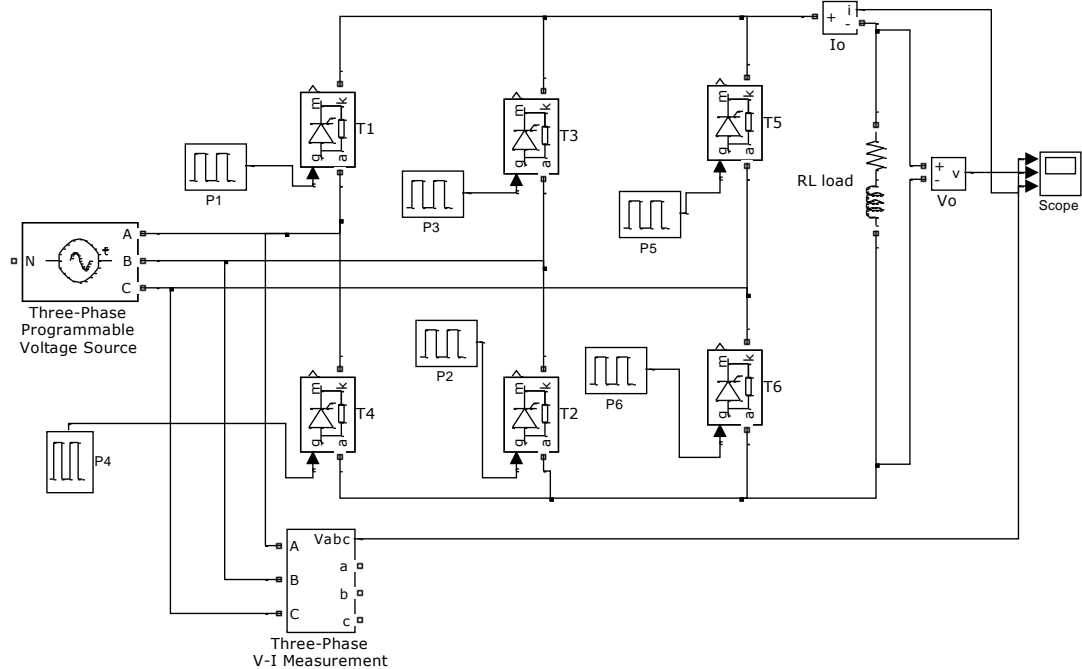 i
+
-
Io
m
k
g
a
T1
m
k
g
a
T3
m
k
g
a
T5
P1
P3
P5
RL load
+
-
v
Vo
Scope
N
A
B
C
Three-Phase
Programmable
Voltage Source
P2
P6
P4
m
k
g
a
T4
m
k
g
a
T2
m
k
g
a
T6
A
B
C
Vabc
a
b
c
Three-Phase
V-I Measurement